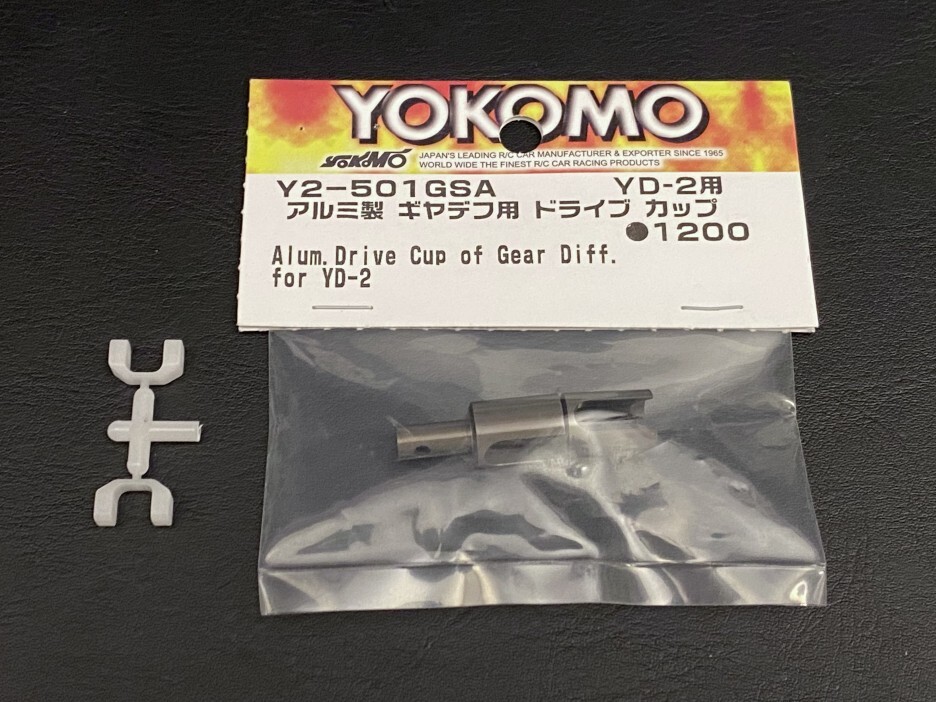 YOKOMO
YOKOMO JAPAN'S LEADING R/C CAR MANUFACTURER & EXPORTER SINCE 1965
WORLD WIDE THE FINEST R/C CAR RACING PRODUCTS
Y2-501GSA YD-2用
アルミ製 ギヤデフ用 ドライブ カップ
●1200
Alum.Drive Cup of Gear Diff.
for YD-2